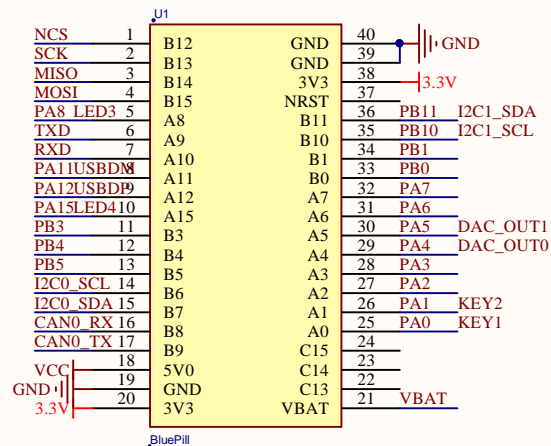 U1
NCS 1 B12 GND 40 GND
SCK 2 B13 GND 39
MISO 3 B14 3V3 38 3.3V
MOSI 4 B15 NRST 37
PA8 LED3 5 A8 B11 36 PB11 I2C1_SDA
TXD 6 A9 B10 35 PB10 I2C1_SCL
RXD 7 A10 B1 34 PB1
PA11USBDM 8 A11 B0 33 PB0
PA12USBDP 9 A12 A7 32 PA7
PA15LED4 10 A15 A6 31 PA6
PB3 11 B3 A5 30 PA5 DAC_OUT1
PB4 12 B4 A4 29 PA4 DAC_OUT0
PB5 13 B5 A3 28 PA3
I2C0_SCL 14 B6 A2 27 PA2
I2C0_SDA 15 B7 A1 26 PA1 KEY2
CAN0_RX 16 B8 A0 25 PA0 KEY1
CAN0_TX 17 B9 C15 24
VCC 18 5V0 C14 23
GND 19 GND C13 22
3.3V 20 3V3 VBAT 21 VBAT
BluePill